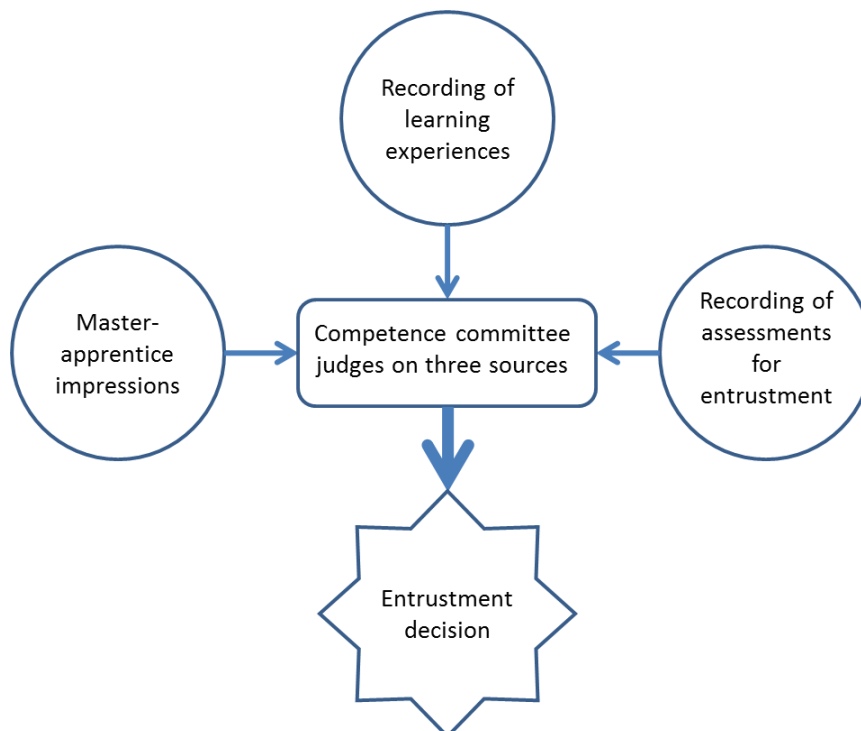 Recording of
learning
experiences
Master-
apprentice
impressions
Competence committee
judges on three sources
Recording of
assessments
for
entrustment
Entrustment
decision